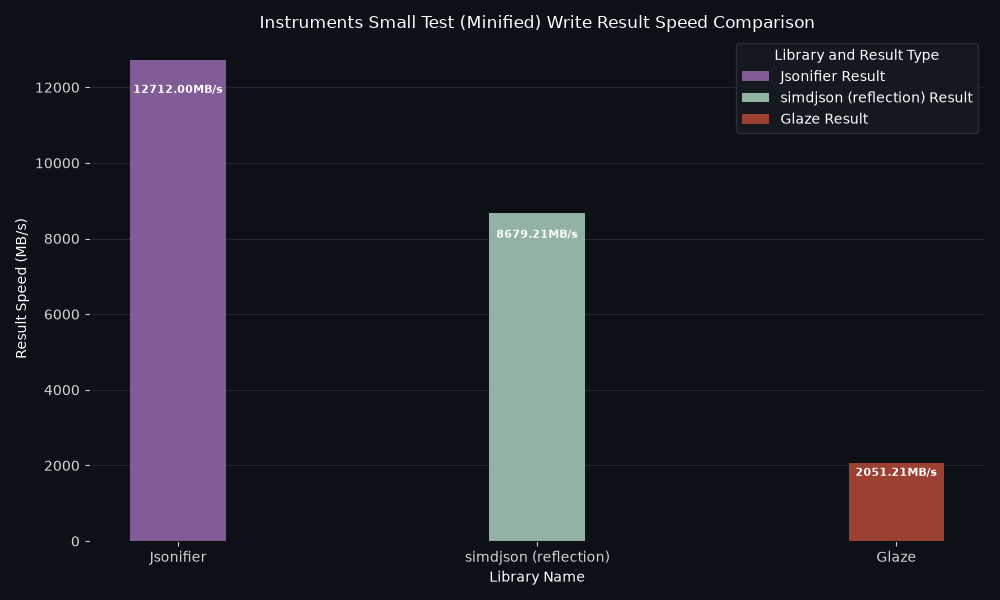 Instruments Small Test (Minified) Write Result Speed Comparison
Library and Result Type
Jsonifier Result
simdjson (reflection) Result
Glaze Result
Result Speed (MB/s)
12000
10000
8000
6000
4000
2000
0
12712.00MB/s
8679.21MB/s
2051.21MB/s
Jsonifier
simdjson (reflection)
Glaze
Library Name